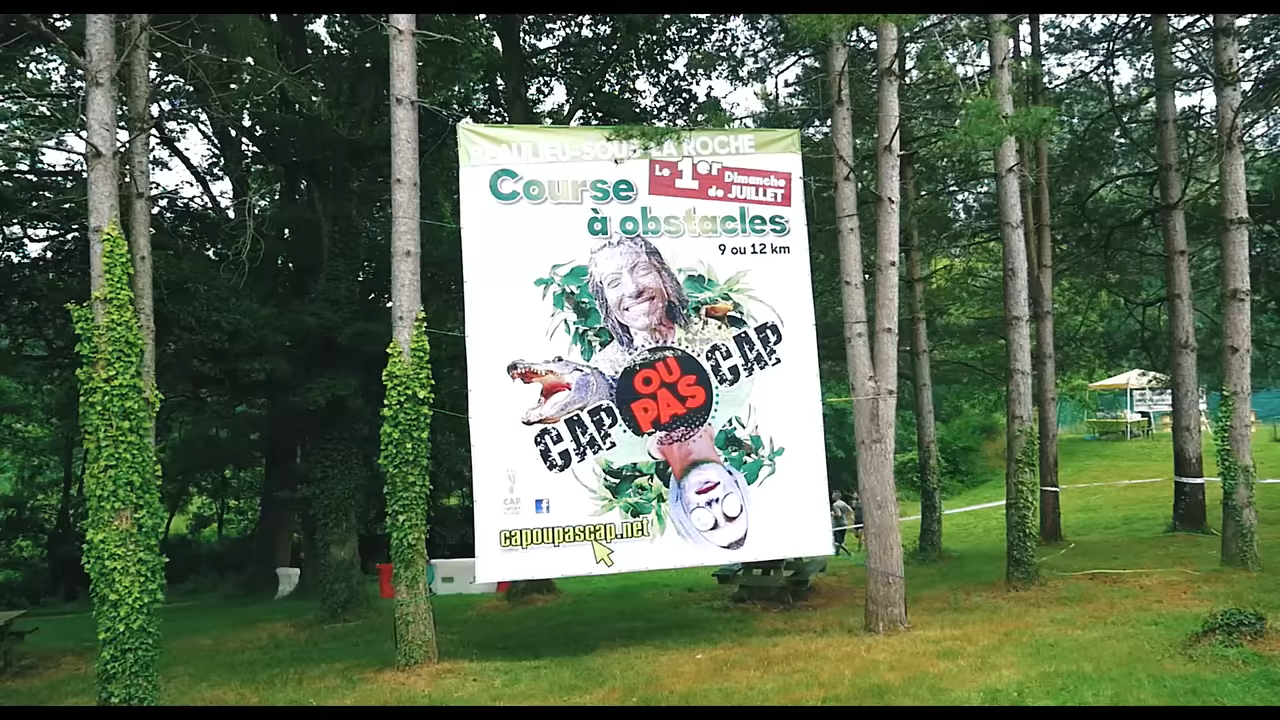 BEAULIEU-SOUS LA ROCHE
Le 1er Dimanche
de JUILLET
Course
à obstacles
9 ou 12 km
CAP
OU
PAS
CAP
CAP
capoupascap.net